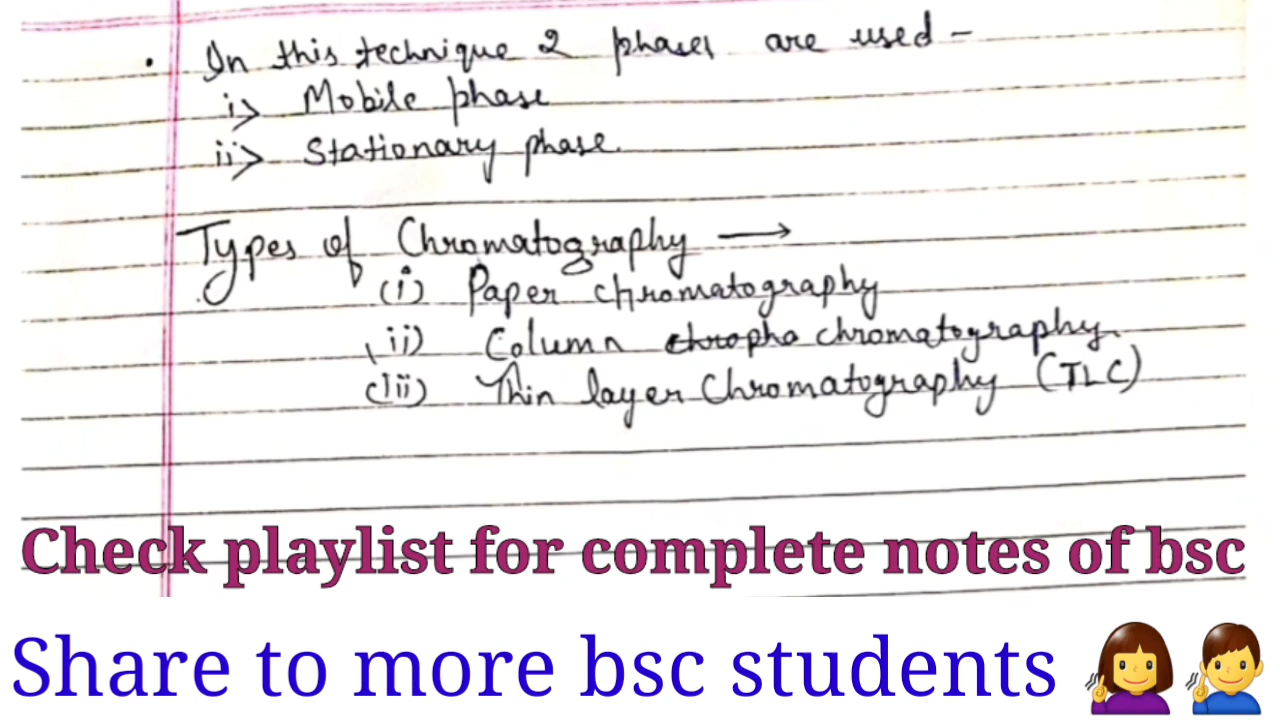 • In this technique 2 phases are used –
i> Mobile phase
ii> Stationary phase.
Types of Chromatography →
(i) Paper chromatography
(ii) Column chropho chromatography.
(iii) Thin layer Chromatography (TLC)
Check playlist for complete notes of bsc
Share to more bsc students